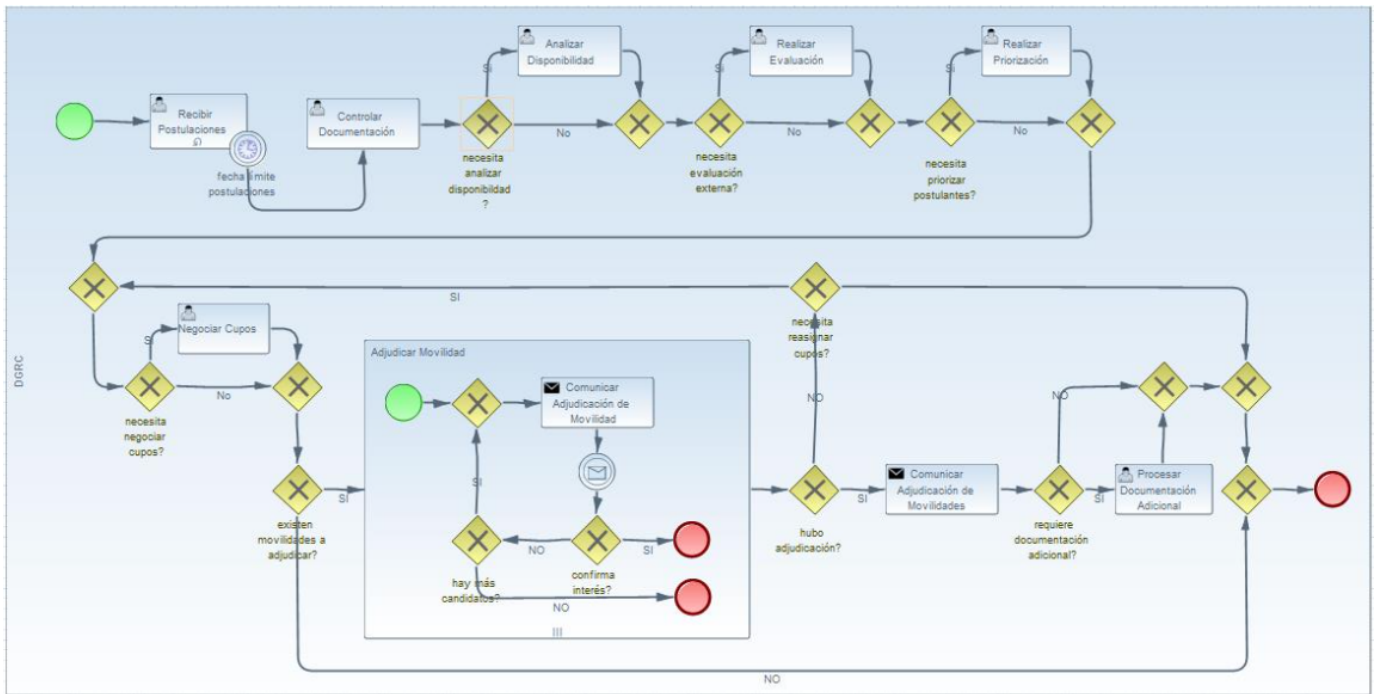 Analizar
Disponibilidad
Realizar
Evaluación
Realizar
Priorización
Recibir
Postulaciones
Controlar
Documentación
Si
No
Si
No
Si
No
fecha límite
postulaciones
necesita
analizar
disponibildad
?
necesita
evaluación
externa?
necesita
priorizar
postulantes?
SI
necesita
reasignar
cupos?
Negociar Cupos
S
No
necesita
negociar
cupos?
DGRC
Adjudicar Movilidad
Comunicar
Adjudicación de
Movilidad
NO
NO
SI
existen
movilidades a
adjudicar?
SI
SI
NO
hay más
candidatos?
confirma
interés?
NO
III
hubo
adjudicación?
SI
Comunicar
Adjudicación de
Movilidades
requiere
documentación
adicional?
SI
Procesar
Documentación
Adicional
NO